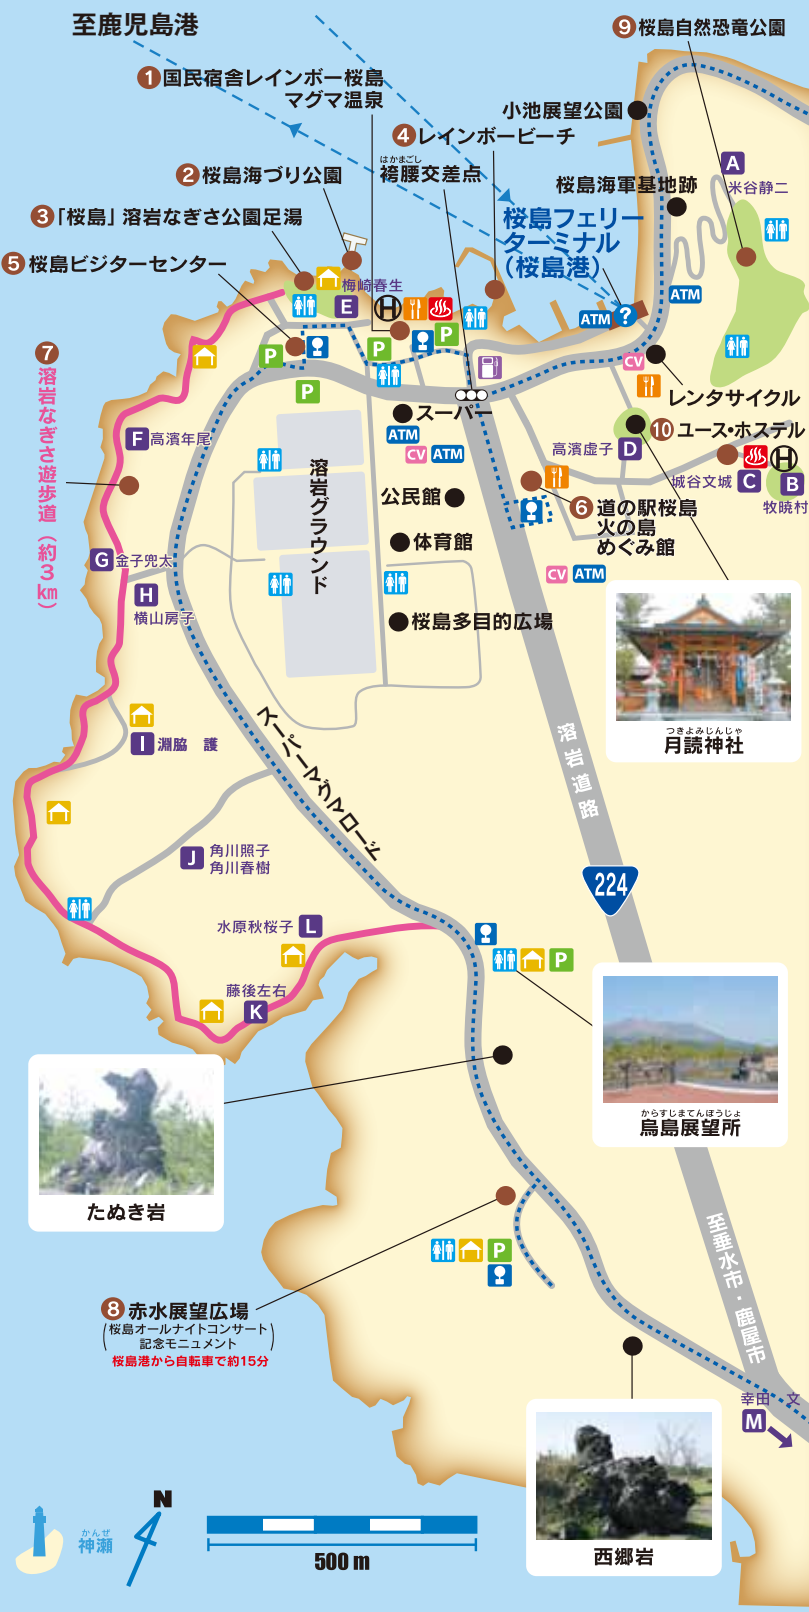 至鹿児島港
9 桜島自然恐竜公園
1 国民宿舎レインボー桜島
マグマ温泉
小池展望公園
4 レインボービーチ
はかまごし
袴腰交差点
A
米谷静二
2 桜島海づり公園
桜島海軍基地跡
3 「桜島」溶岩なぎさ公園足湯
桜島フェリー
ターミナル
(桜島港)
5 桜島ビジターセンター
梅崎春生
E
H
ATM
ATM
?
P
P
P
P
CV
7 溶岩なぎさ遊歩道(約3km)
レンタサイクル
スーパー
ATM
CV ATM
10 ユース・ホステル
F 高濱年尾
高濱虚子 D
H
城谷文城 C
B
牧暁村
溶岩グラウンド
公民館
6 道の駅桜島
火の島
めぐみ館
体育館
G 金子兜太
CV ATM
H
横山房子
桜島多目的広場
つきよみじんじゃ
月読神社
スーパーマグマロード
溶岩道路
I 淵脇 護
J 角川照子
角川春樹
224
水原秋桜子 L
P
藤後左右
K
からすじまてんぼうじょ
烏島展望所
たぬき岩
P
至垂水市・鹿屋市
8 赤水展望広場
(桜島オールナイトコンサート
記念モニュメント)
桜島港から自転車で約15分
幸田 文
M
西郷岩
N
かんぜ
神瀬
500 m